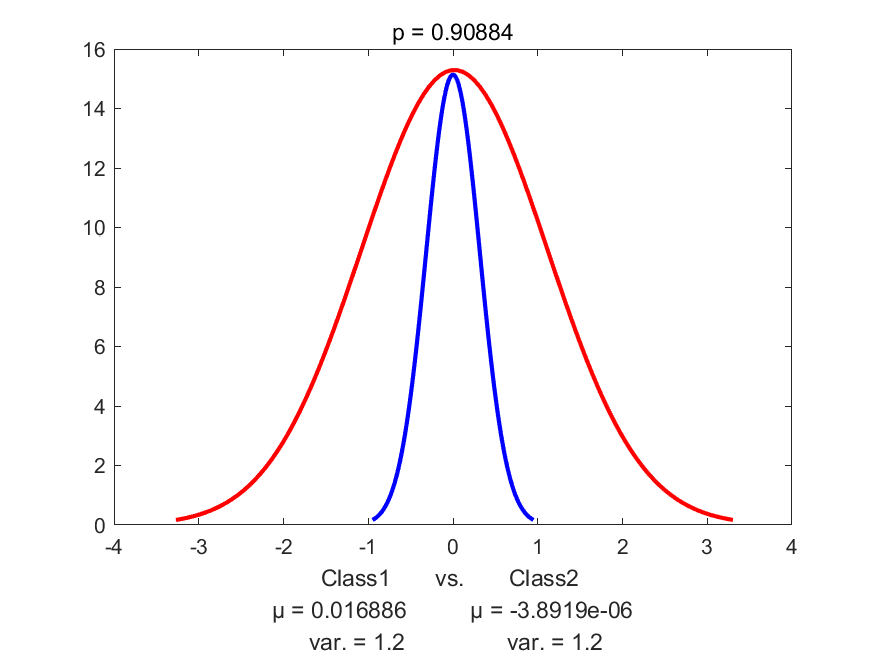 p = 0.90884
16
14
12
10
8
6
4
2
0
-4 -3 -2 -1 0 1 2 3 4
Class1 vs. Class2
μ = 0.016886 μ = -3.8919e-06
var. = 1.2 var. = 1.2